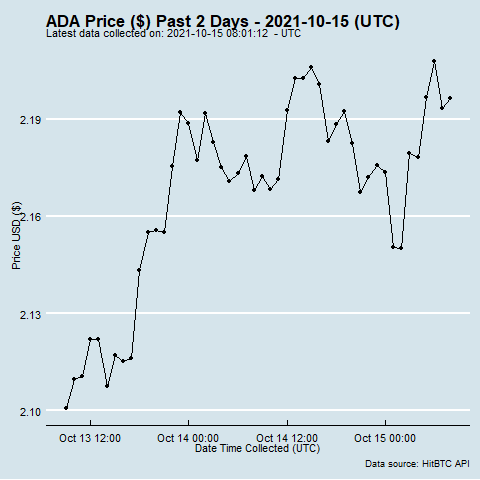 ADA Price ($) Past 2 Days - 2021-10-15 (UTC)
Latest data collected on: 2021-10-15 08:01:12 - UTC
2.19
2.16
2.13
2.10
Price USD ($)
Oct 13 12:00 Oct 14 00:00 Oct 14 12:00 Oct 15 00:00
Date Time Collected (UTC)
Data source: HitBTC API